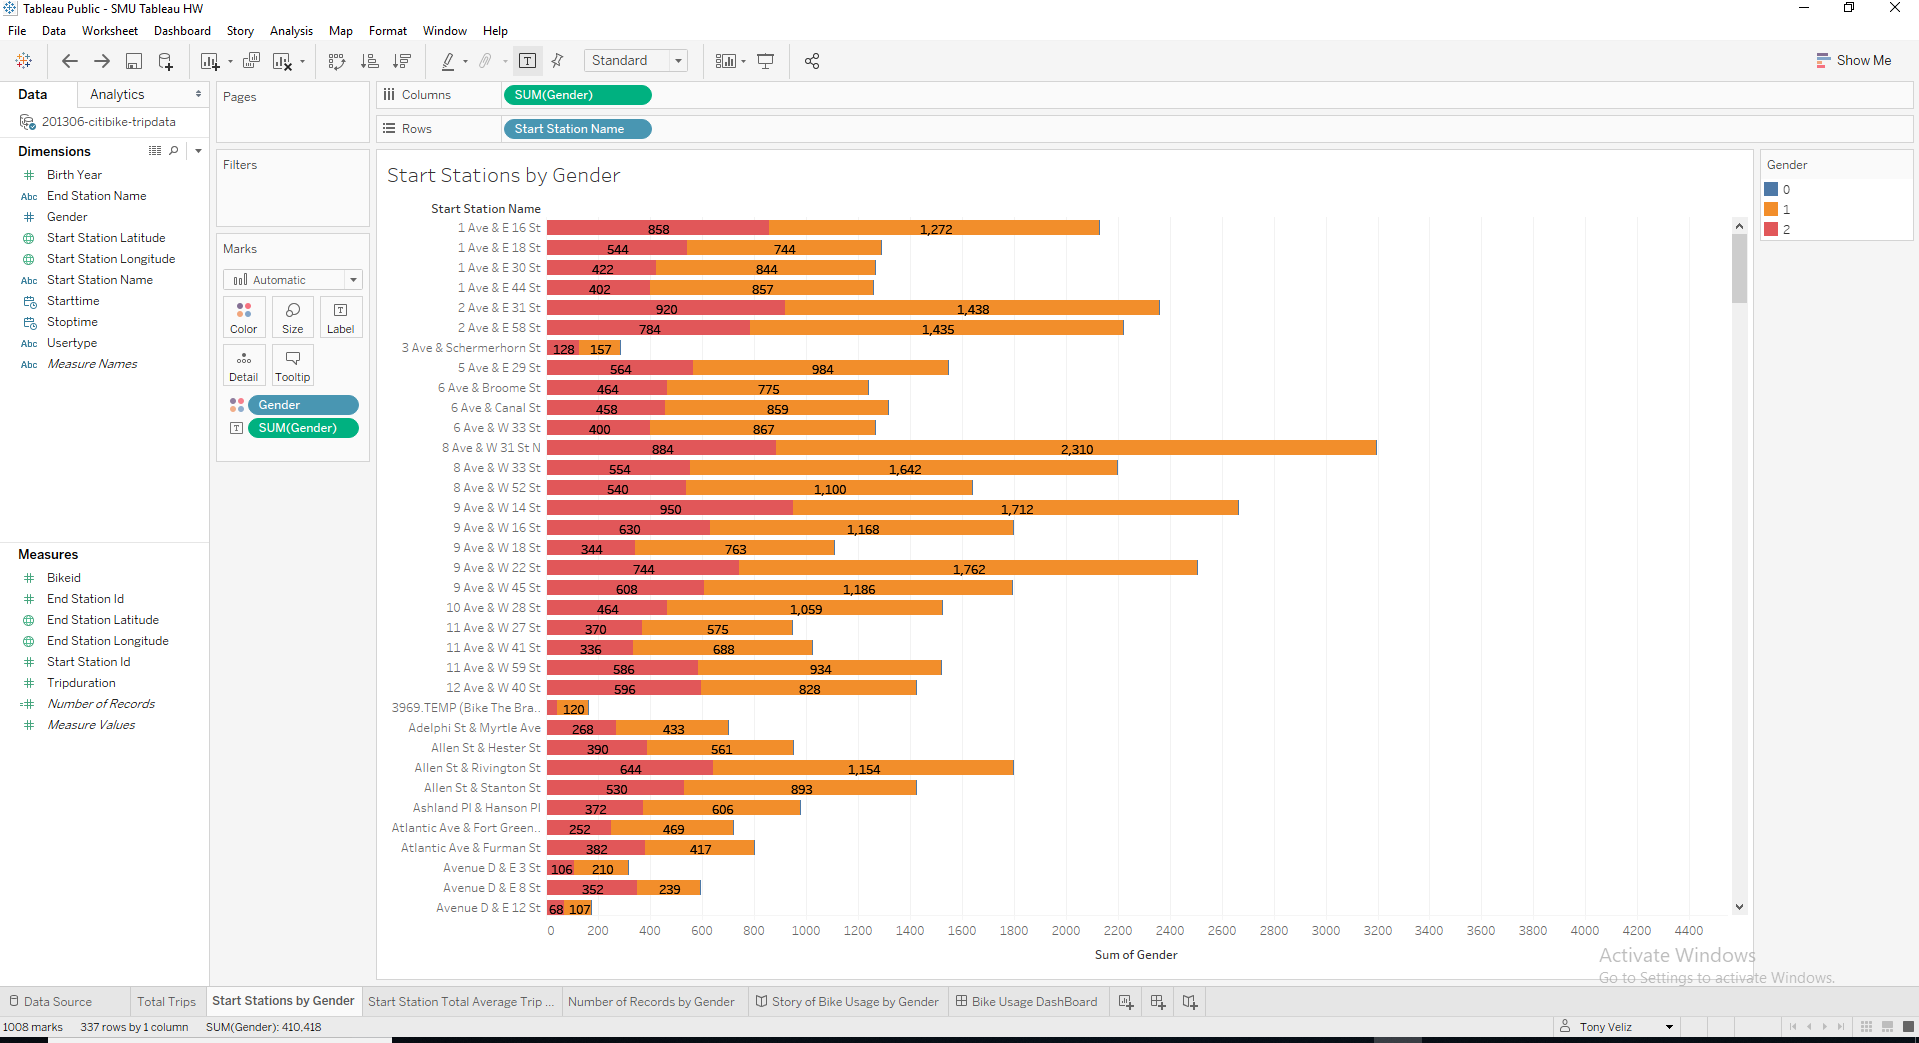 Tableau Public - SMU Tableau HW
File Data Worksheet Dashboard Story Analysis Map Format Window Help
Standard
Show Me
Data
Analytics
201306-citibike-tripdata
Dimensions
Birth Year
Abc End Station Name
Gender
Start Station Latitude
Start Station Longitude
Abc Start Station Name
Starttime
Stoptime
Abc Usertype
Abc Measure Names
Measures
Bikeid
End Station Id
End Station Latitude
End Station Longitude
Start Station Id
Tripduration
Number of Records
Measure Values
Pages
Filters
Marks
Automatic
Color Size Label
Detail Tooltip
Gender
SUM(Gender)
Columns SUM(Gender)
Rows Start Station Name
Start Stations by Gender
Start Station Name
1 Ave & E 16 St 858 1,272
1 Ave & E 18 St 544 744
1 Ave & E 30 St 422 844
1 Ave & E 44 St 402 857
2 Ave & E 31 St 920 1,438
2 Ave & E 58 St 784 1,435
3 Ave & Schermerhorn St 128 157
5 Ave & E 29 St 564 984
6 Ave & Broome St 464 775
6 Ave & Canal St 458 859
6 Ave & W 33 St 400 867
8 Ave & W 31 St N 884 2,310
8 Ave & W 33 St 554 1,642
8 Ave & W 52 St 540 1,100
9 Ave & W 14 St 950 1,712
9 Ave & W 16 St 630 1,168
9 Ave & W 18 St 344 763
9 Ave & W 22 St 744 1,762
9 Ave & W 45 St 608 1,186
10 Ave & W 28 St 464 1,059
11 Ave & W 27 St 370 575
11 Ave & W 41 St 336 688
11 Ave & W 59 St 586 934
12 Ave & W 40 St 596 828
3969.TEMP (Bike The Bra.. 120
Adelphi St & Myrtle Ave 268 433
Allen St & Hester St 390 561
Allen St & Rivington St 644 1,154
Allen St & Stanton St 530 893
Ashland Pl & Hanson Pl 372 606
Atlantic Ave & Fort Green.. 252 469
Atlantic Ave & Furman St 382 417
Avenue D & E 3 St 106 210
Avenue D & E 8 St 352 239
Avenue D & E 12 St 68 107
0 200 400 600 800 1000 1200 1400 1600 1800 2000 2200 2400 2600 2800 3000 3200 3400 3600 3800 4000 4200 4400
Sum of Gender
Gender
0
1
2
Activate Windows
Go to Settings to activate Windows.
Data Source Total Trips Start Stations by Gender Start Station Total Average Trip ... Number of Records by Gender Story of Bike Usage by Gender Bike Usage DashBoard
1008 marks 337 rows by 1 column SUM(Gender): 410,418
Tony Veliz